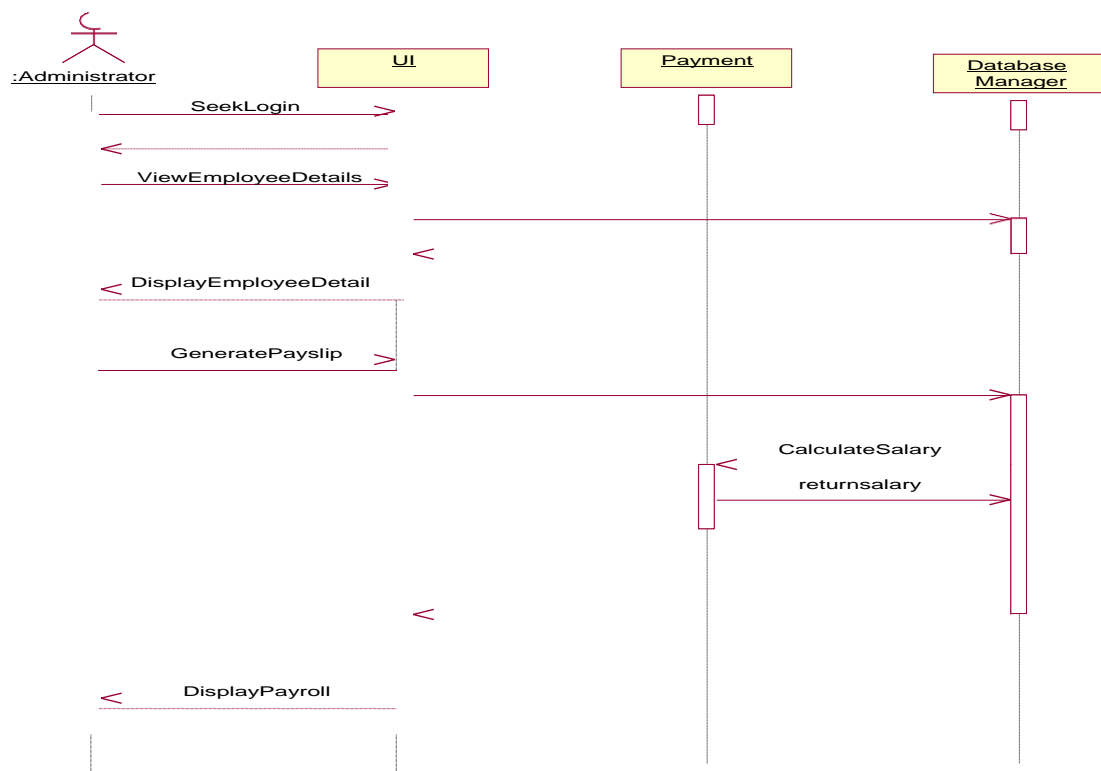 :Administrator
UI
Payment
Database
Manager
SeekLogin
ViewEmployeeDetails
DisplayEmployeeDetail
GeneratePayslip
CalculateSalary
returnsalary
DisplayPayroll